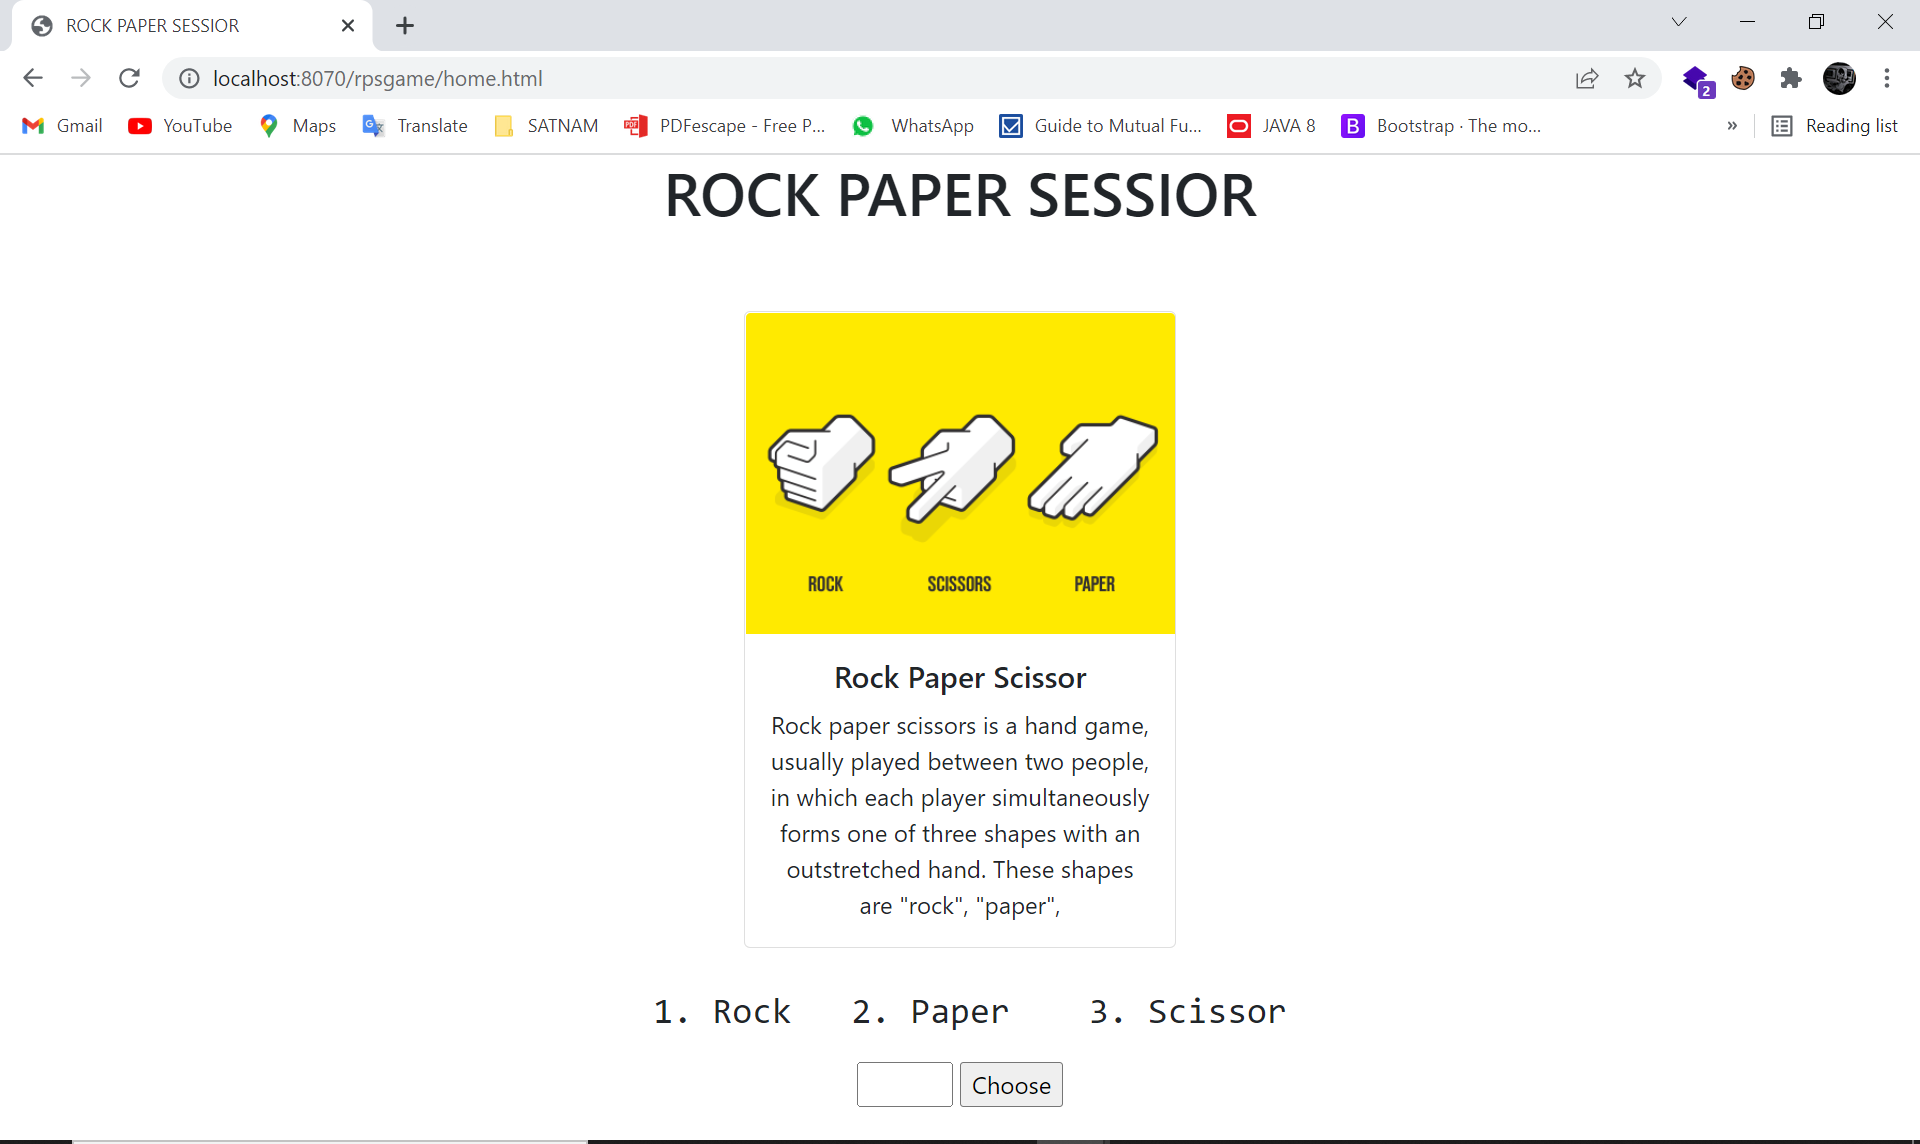 ROCK PAPER SESSIOR
localhost:8070/rpsgame/home.html
2
Gmail YouTube Maps Translate SATNAM PDFescape - Free P... WhatsApp Guide to Mutual Fu... JAVA 8 B Bootstrap · The mo... » Reading list
ROCK PAPER SESSIOR
ROCK SCISSORS PAPER
Rock Paper Scissor
Rock paper scissors is a hand game,
usually played between two people,
in which each player simultaneously
forms one of three shapes with an
outstretched hand. These shapes
are "rock", "paper",
1. Rock 2. Paper 3. Scissor
Choose